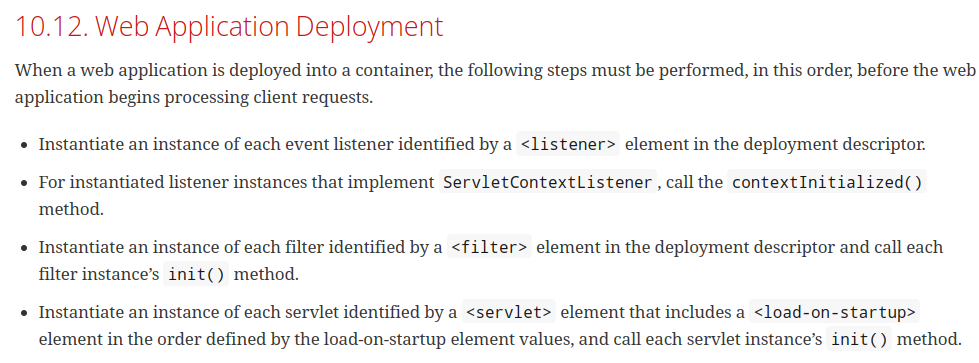 10.12. Web Application Deployment
When a web application is deployed into a container, the following steps must be performed, in this order, before the web
application begins processing client requests.
• Instantiate an instance of each event listener identified by a <listener> element in the deployment descriptor.
• For instantiated listener instances that implement ServletContextListener, call the contextInitialized()
method.
• Instantiate an instance of each filter identified by a <filter> element in the deployment descriptor and call each
filter instance’s init() method.
• Instantiate an instance of each servlet identified by a <servlet> element that includes a <load-on-startup>
element in the order defined by the load-on-startup element values, and call each servlet instance’s init() method.